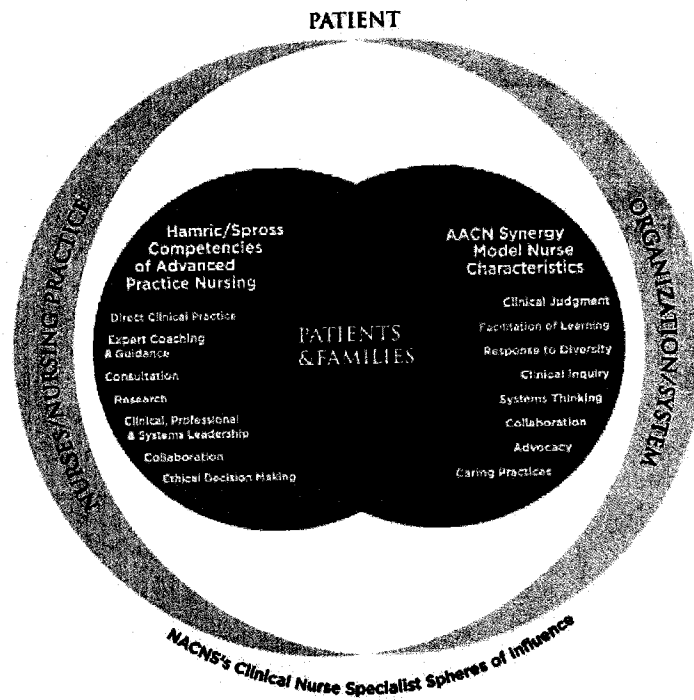 PATIENT
NURSES/NURSING PRACTICE
ORGANIZATION/SYSTEM
Hamric/Spross
Competencies
of Advanced
Practice Nursing
Direct Clinical Practice
Expert Coaching
& Guidance
Consultation
Research
Clinical, Professional
& Systems Leadership
Collaboration
Ethical Decision Making
PATIENTS
& FAMILIES
AACN Synergy
Model Nurse
Characteristics
Clinical Judgment
Facilitation of Learning
Response to Diversity
Clinical Inquiry
Systems Thinking
Collaboration
Advocacy
Caring Practices
NACNS's Clinical Nurse Specialist Spheres of Influence